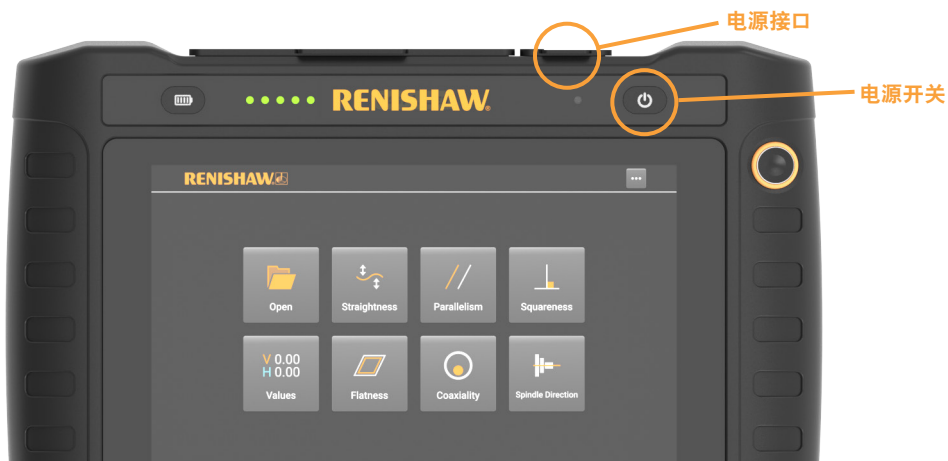 电源接口
电源开关
RENISHAW.
RENISHAW
Open
Straightness
Parallelism
Squareness
V 0.00
H 0.00
Values
Flatness
Coaxiality
Spindle Direction